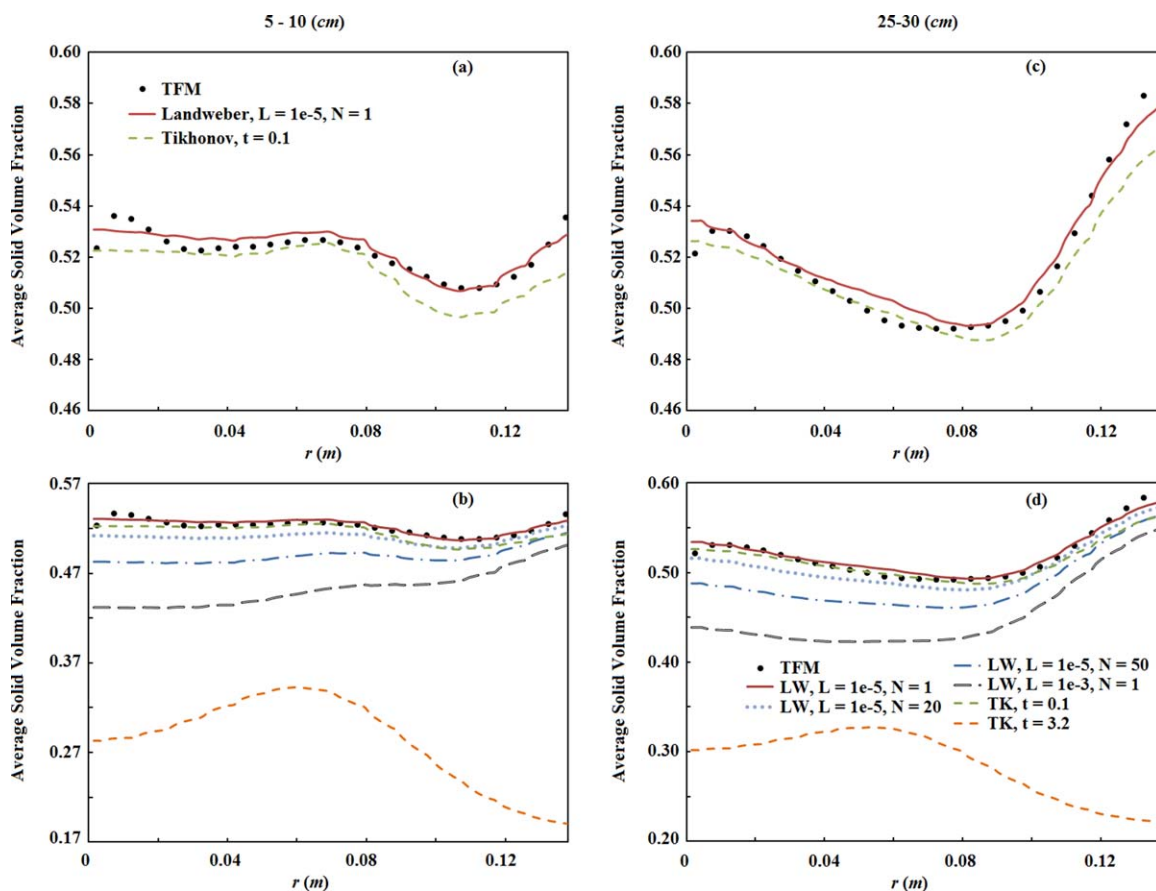 5 - 10 (cm)
25-30 (cm)
Average Solid Volume Fraction
0.60
0.58
0.56
0.54
0.52
0.50
0.48
0.46
(a)
TFM
Landweber, L = 1e-5, N = 1
Tikhonov, t = 0.1
0
0.04
0.08
0.12
r (m)
Average Solid Volume Fraction
0.60
0.58
0.56
0.54
0.52
0.50
0.48
0.46
(c)
0
0.04
0.08
0.12
r (m)
Average Solid Volume Fraction
0.57
0.47
0.37
0.27
0.17
(b)
0
0.04
0.08
0.12
r (m)
Average Solid Volume Fraction
0.60
0.50
0.40
0.30
0.20
(d)
TFM
LW, L = 1e-5, N = 1
LW, L = 1e-5, N = 20
LW, L = 1e-5, N = 50
LW, L = 1e-3, N = 1
TK, t = 0.1
TK, t = 3.2
0
0.04
0.08
0.12
r (m)